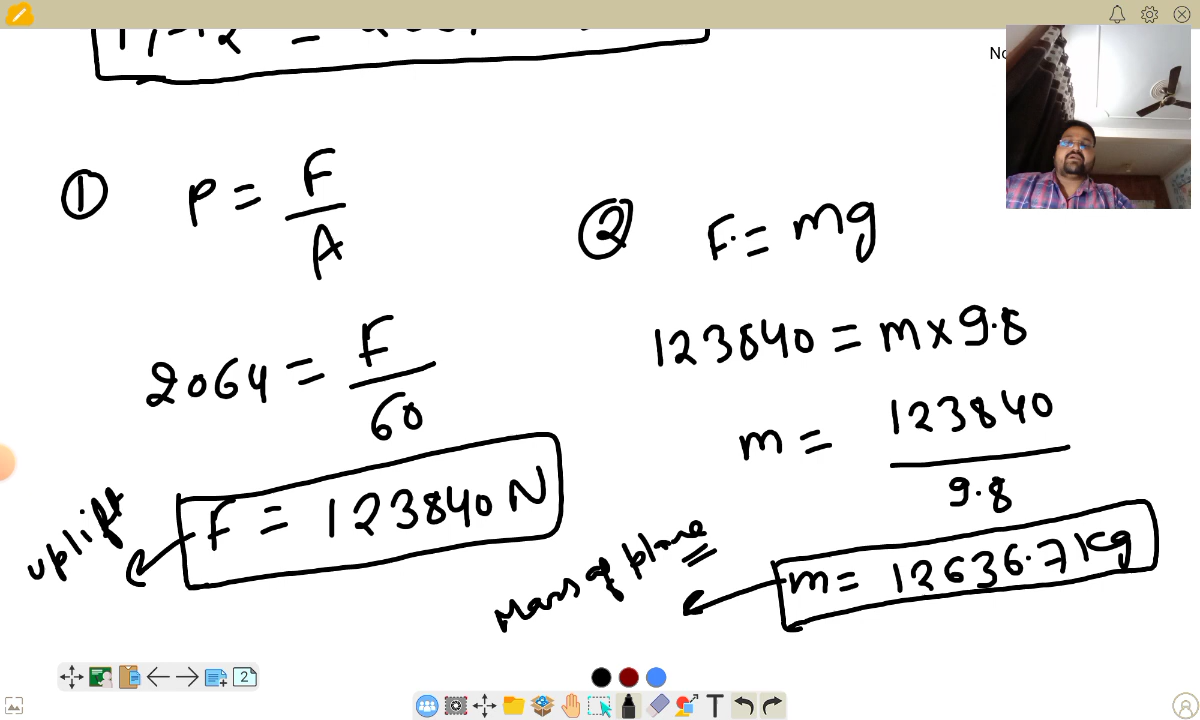 No
① P = F/A
2064 = F/60
F = 123840 N
uplift
② F = mg
123840 = m x 9.8
m = 123840/9.8
m = 12636.7 kg
Mass of plane
2